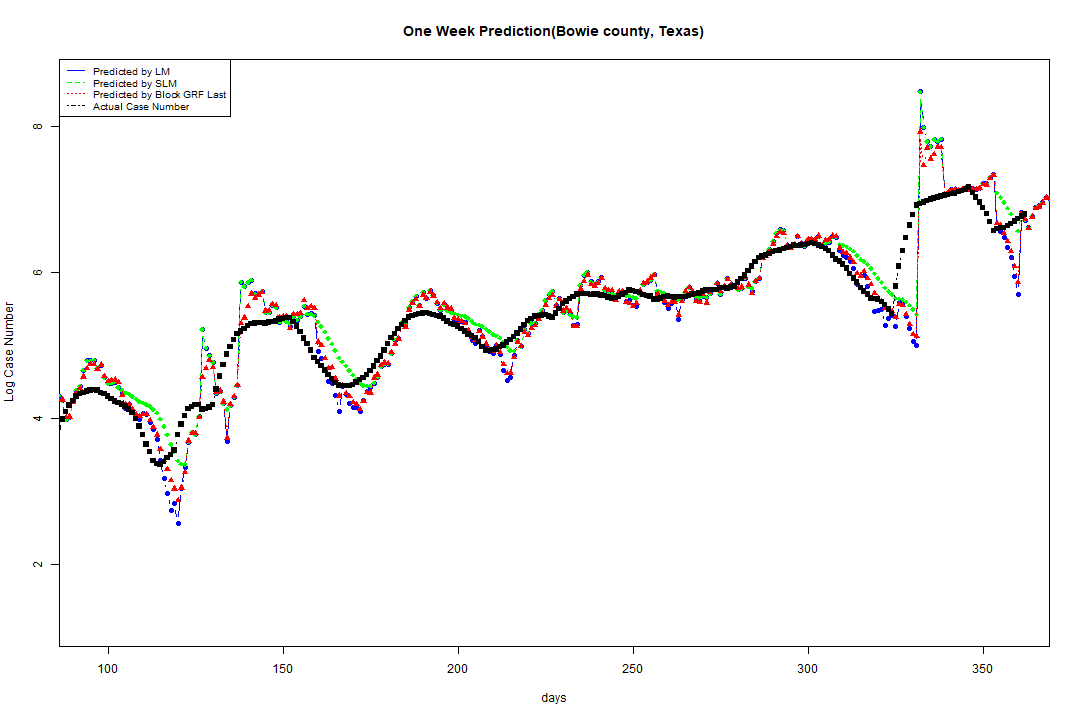 One Week Prediction(Bowie county, Texas)
Predicted by LM
Predicted by SLM
Predicted by Block GRF Last
Actual Case Number
Log Case Number
8
6
4
2
100 150 200 250 300 350
days